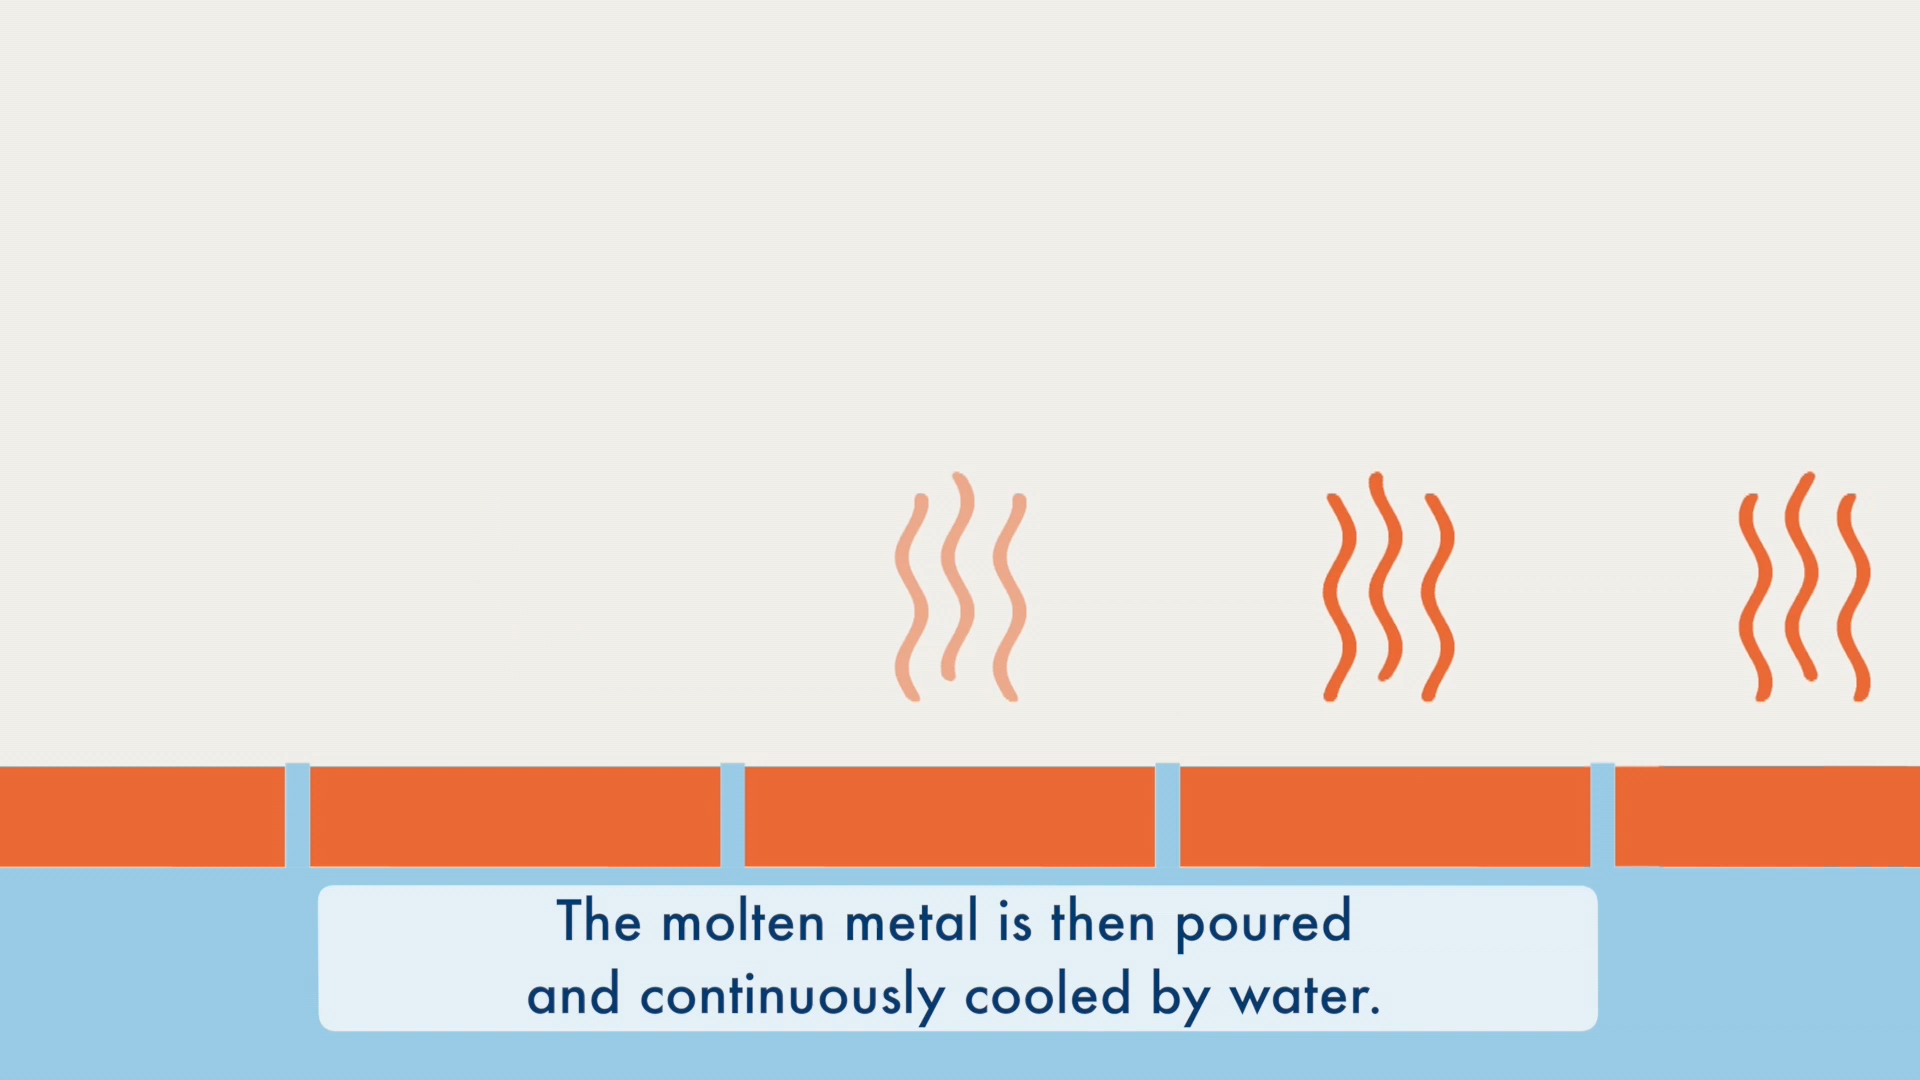 The molten metal is then poured
and continuously cooled by water.